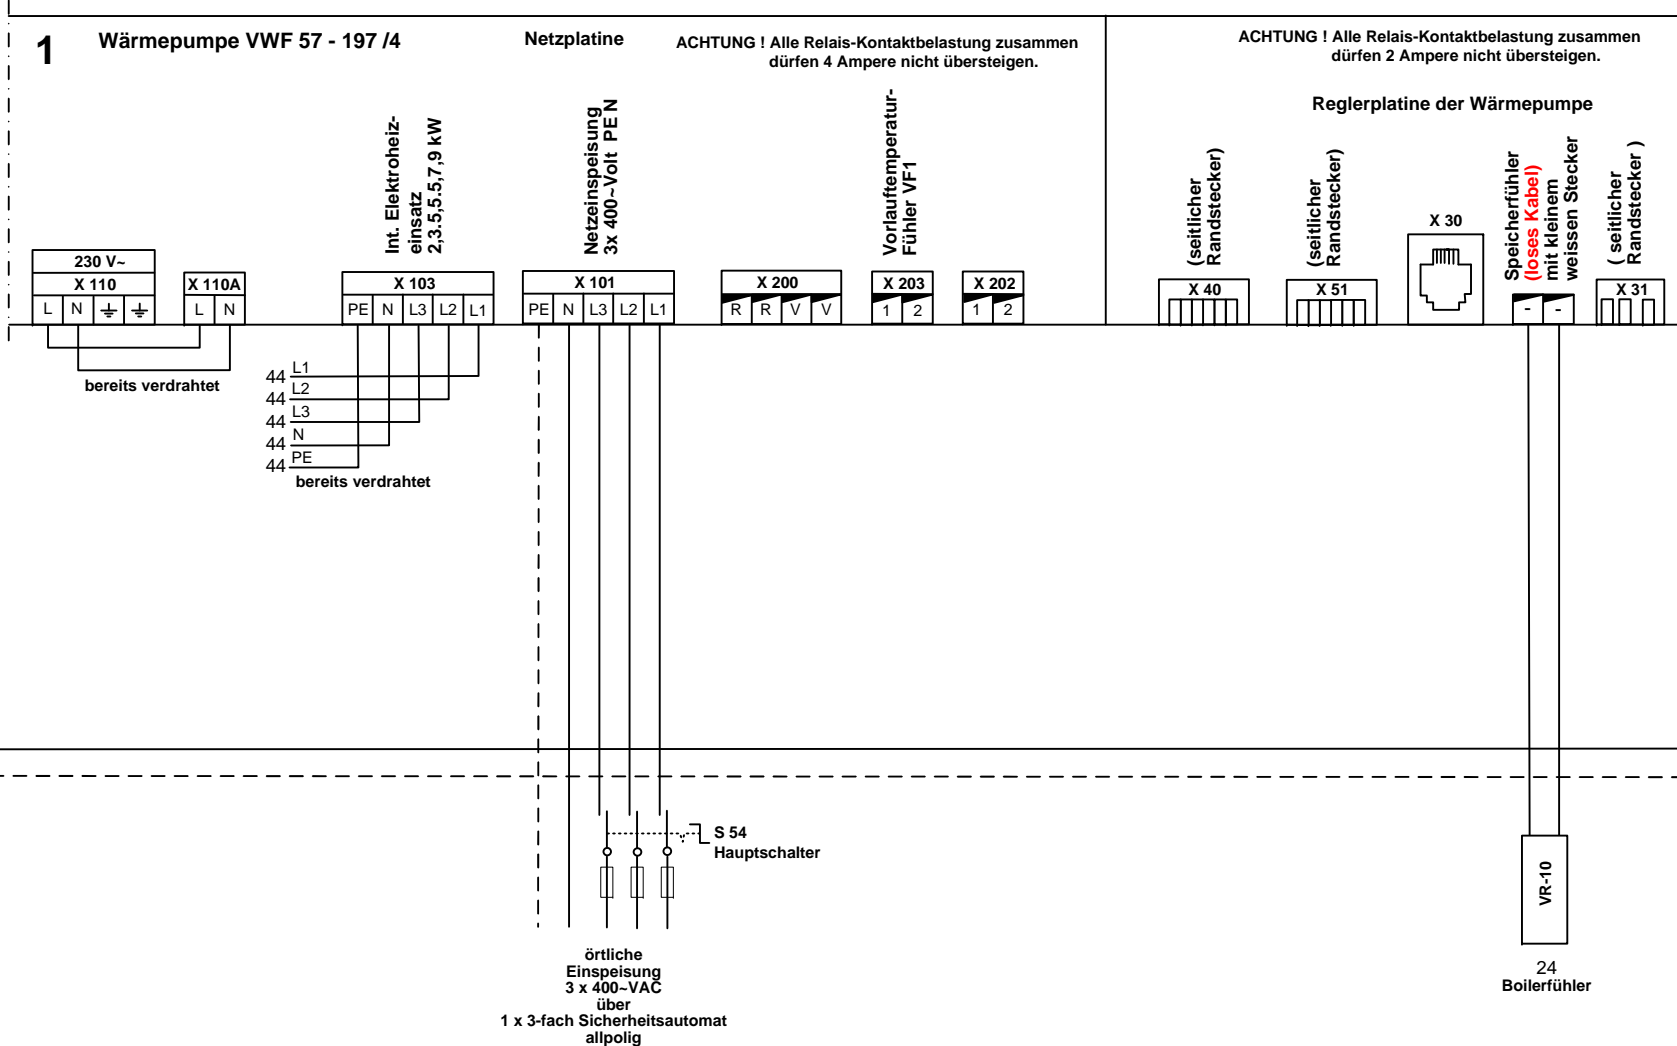 1
Wärmepumpe VWF 57 - 197 /4
Netzplatine
ACHTUNG ! Alle Relais-Kontaktbelastung zusammen
dürfen 4 Ampere nicht übersteigen.
ACHTUNG ! Alle Relais-Kontaktbelastung zusammen
dürfen 2 Ampere nicht übersteigen.
Reglerplatine der Wärmepumpe
Int. Elektroheiz-
einsatz
2,3.5,5.5,7,9 kW
Netzeinspeisung
3x 400~Volt PE N
Vorlauftemperatur-
Fühler VF1
(seitlicher
Randstecker)
(seitlicher
Randstecker)
X 30
Speicherfühler
(loses Kabel)
mit kleinem
weissen Stecker
( seitlicher
Randstecker )
230 V~
X 110
L N
X 110A
L N
X 103
PE N L3 L2 L1
X 101
PE N L3 L2 L1
X 200
R R V V
X 203
1 2
X 202
1 2
X 40
X 51
- -
X 31
bereits verdrahtet
44 L1
44 L2
44 L3
44 N
44 PE
bereits verdrahtet
S 54
Hauptschalter
örtliche
Einspeisung
3 x 400~VAC
über
1 x 3-fach Sicherheitsautomat
allpolig
VR-10
24
Boilerfühler